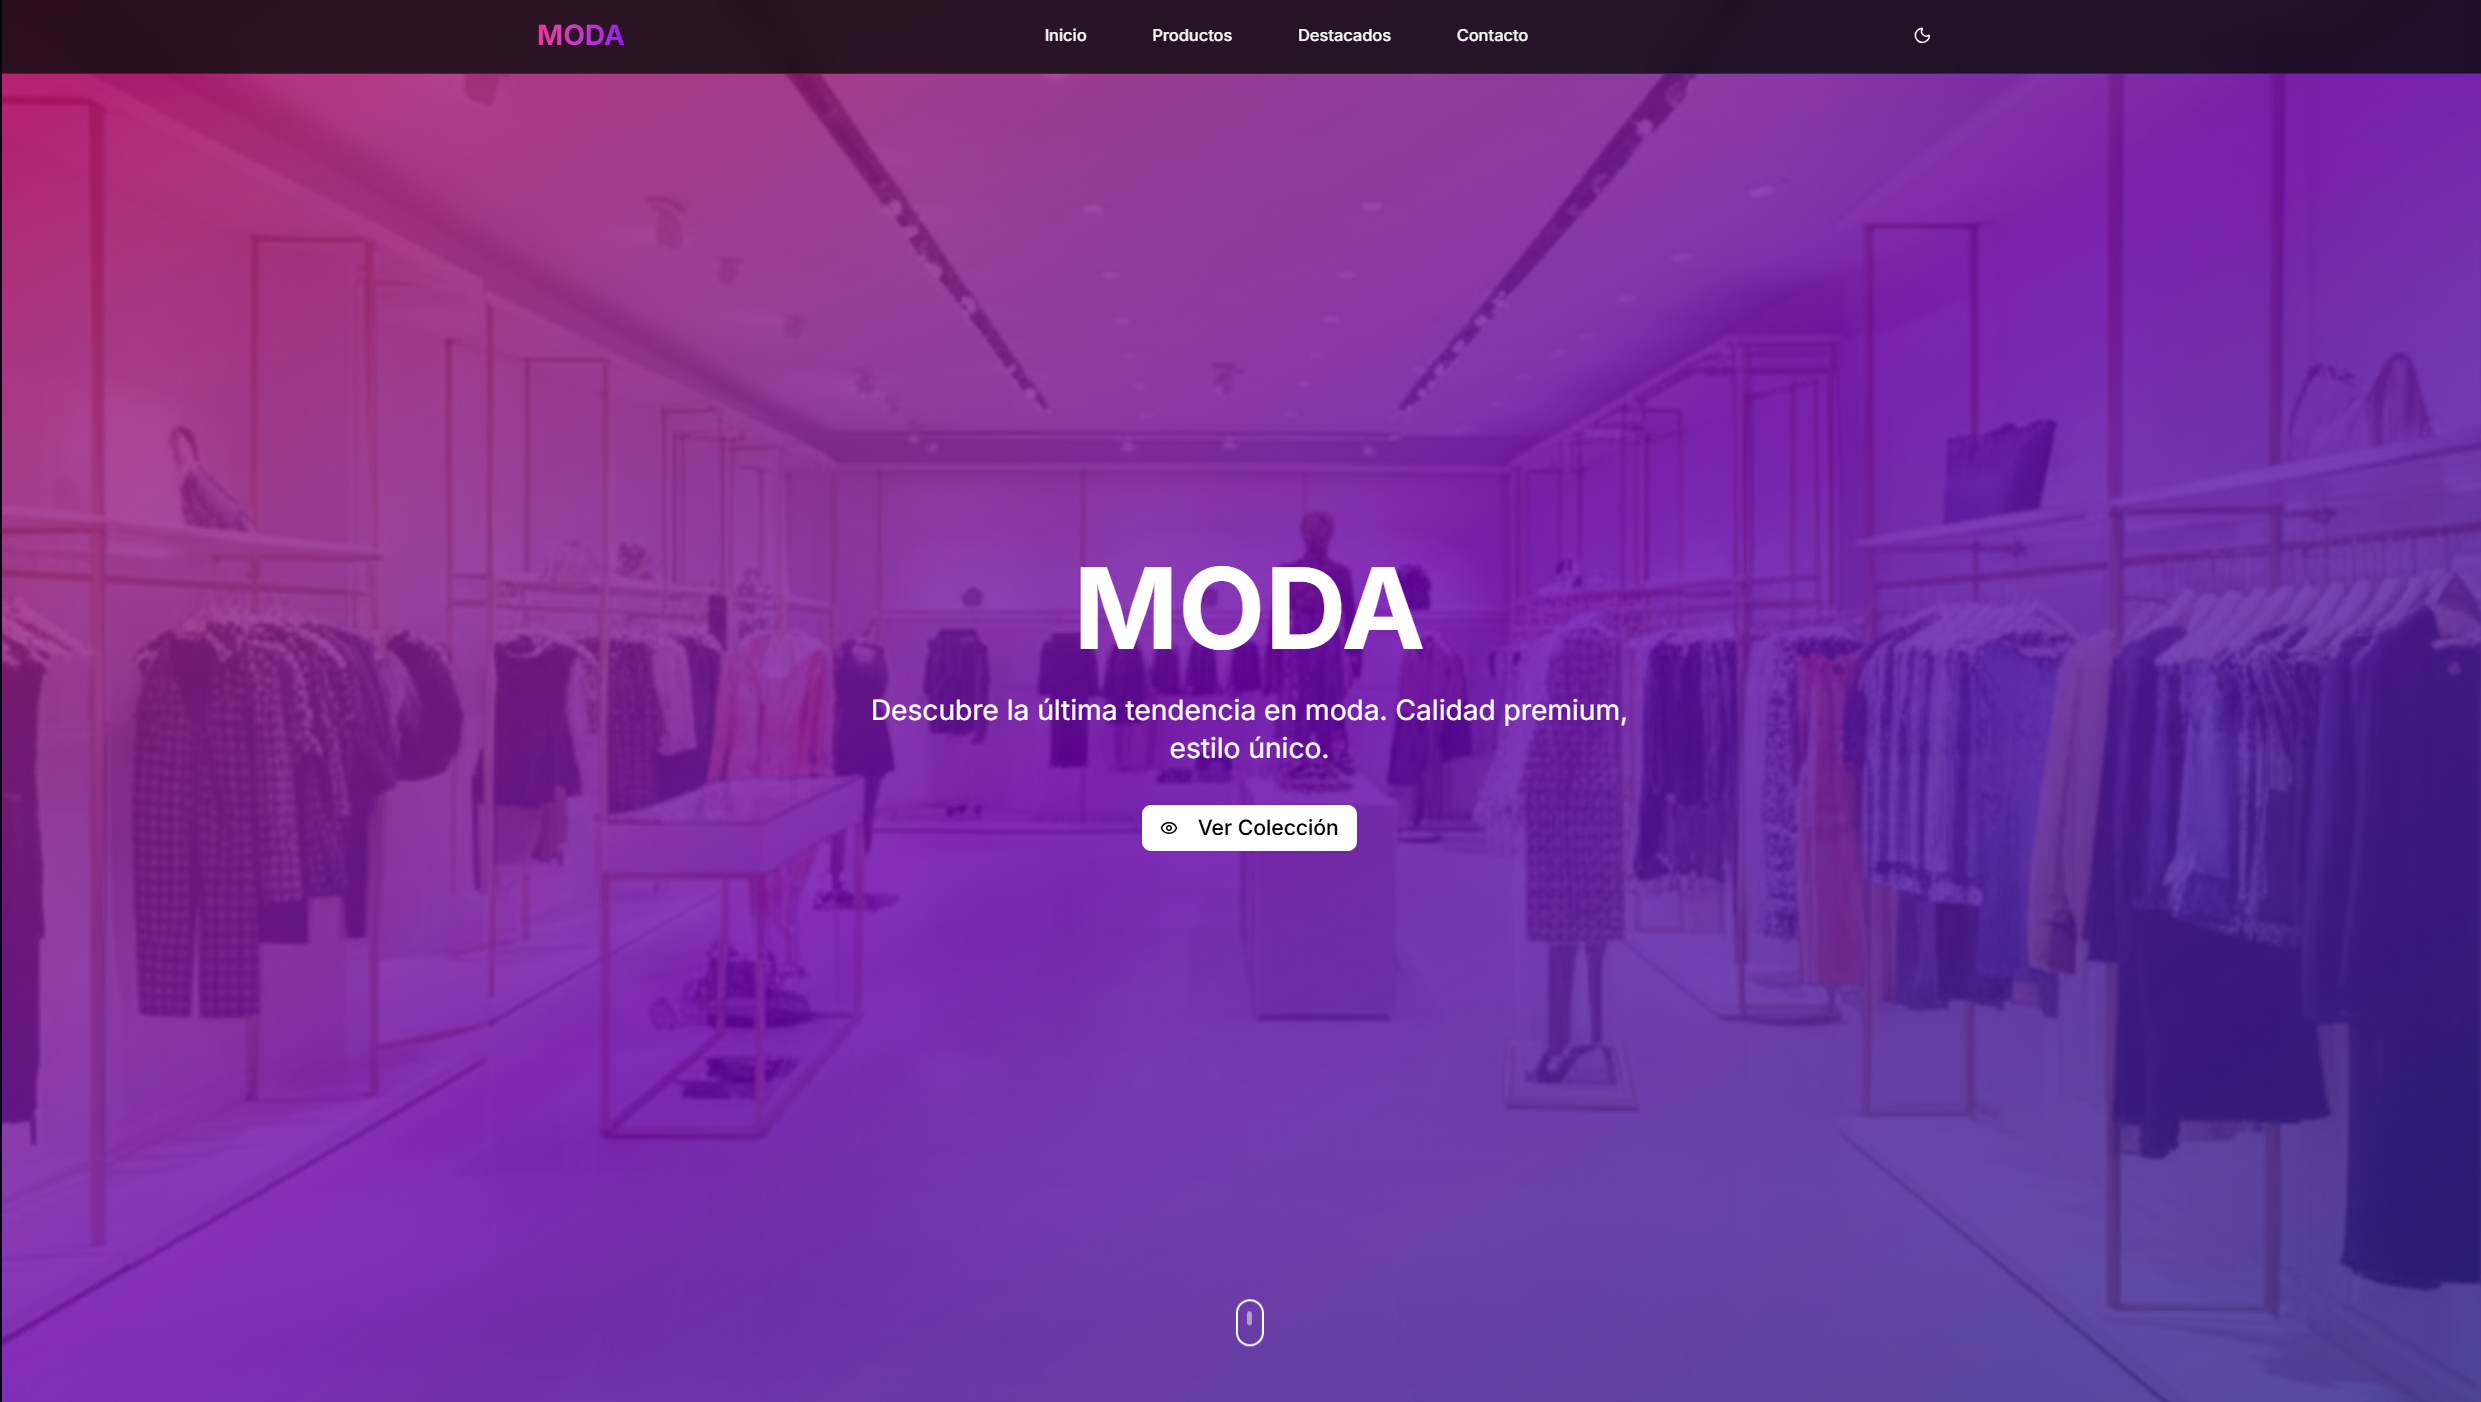 MODA
Inicio
Productos
Destacados
Contacto
MODA
Descubre la última tendencia en moda. Calidad premium,
estilo único.
Ver Colección